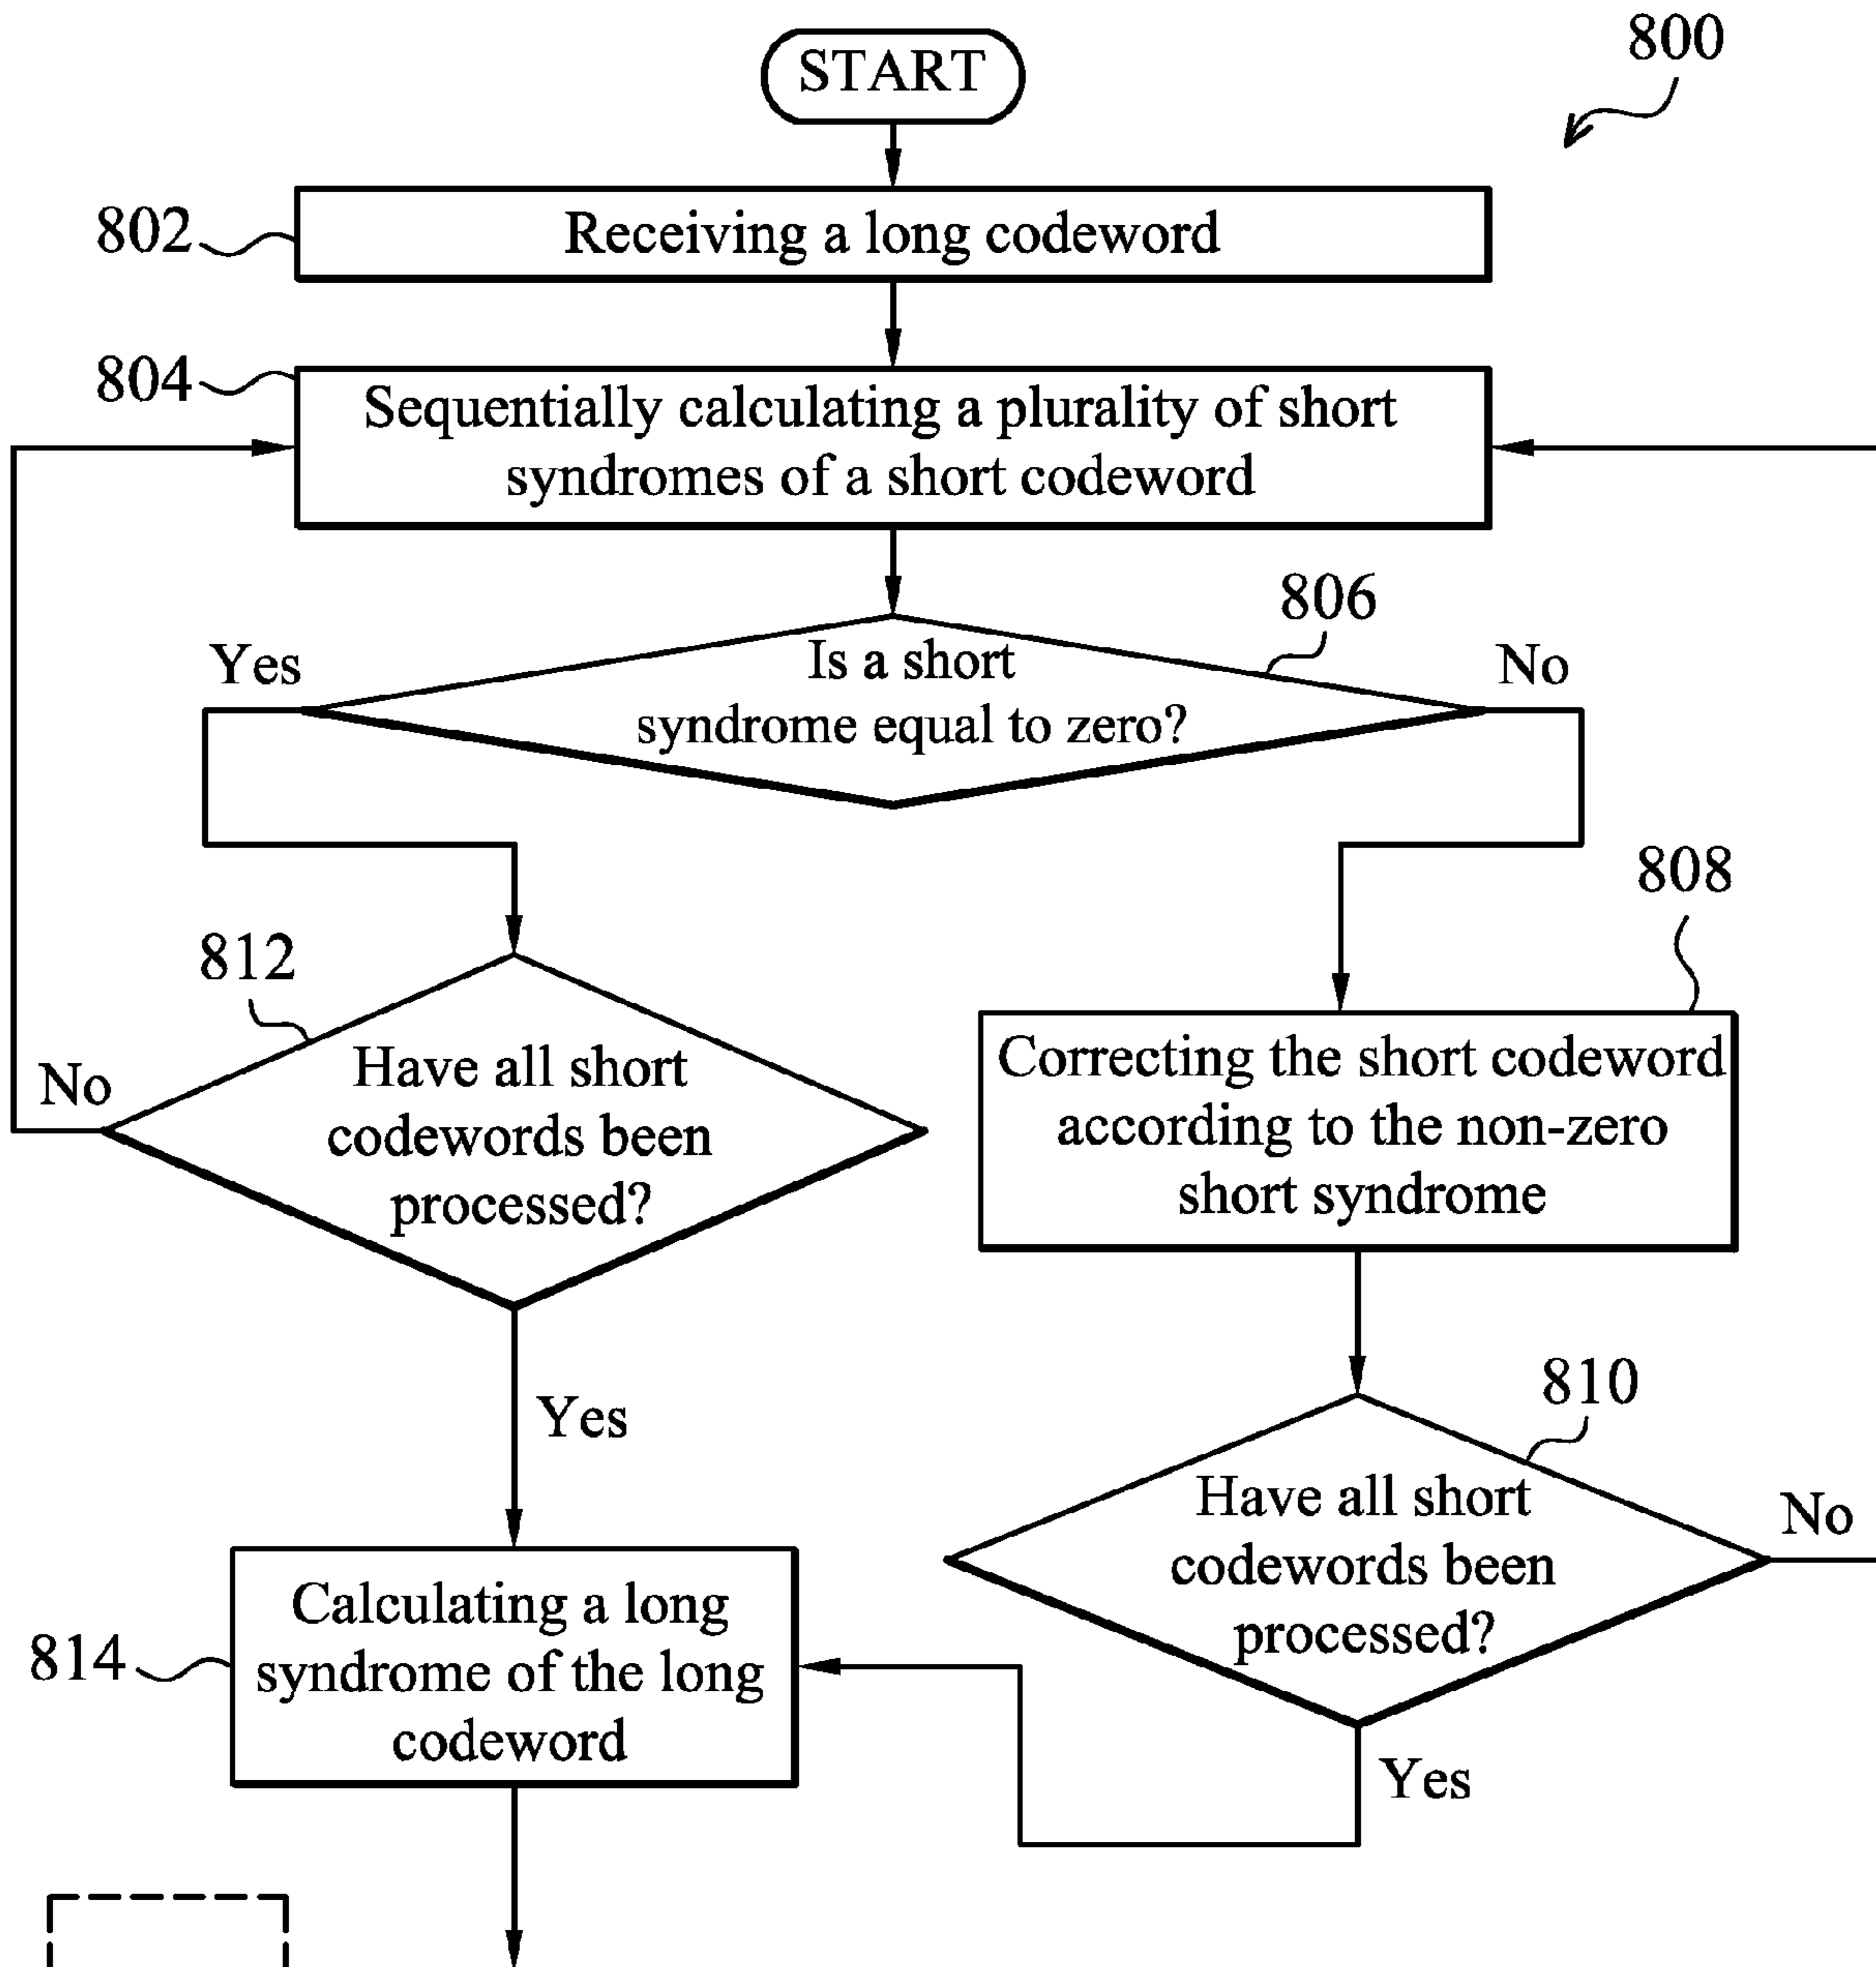 START
800
802
Receiving a long codeword
804
Sequentially calculating a plurality of short
syndromes of a short codeword
806
Yes
Is a short
syndrome equal to zero?
No
808
812
No
Have all short
codewords been
processed?
Correcting the short codeword
according to the non-zero
short syndrome
Yes
810
Have all short
codewords been
processed?
No
814
Calculating a long
syndrome of the long
codeword
Yes